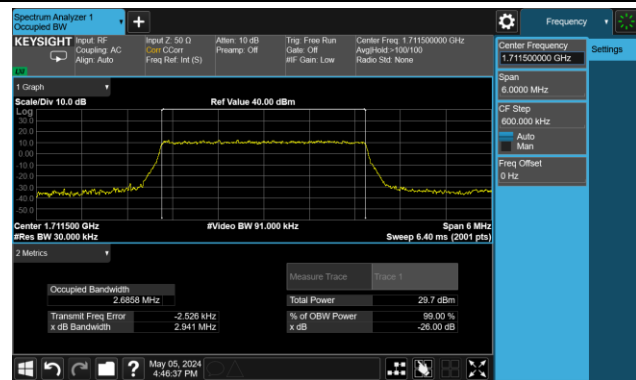 Spectrum Analyzer 1
Occupied BW
+
Frequency
KEYSIGHT
Input: RF
Coupling: AC
Align: Auto
Input Z: 50 Ω
Corr CCorr
Freq Ref: Int (S)
Atten: 10 dB
Preamp: Off
Trig: Free Run
Gate: Off
#IF Gain: Low
Center Freq: 1.711500000 GHz
Avg|Hold:>100/100
Radio Std: None
Center Frequency
1.711500000 GHz
Settings
Span
6.0000 MHz
CF Step
600.000 kHz
Auto
Man
Freq Offset
0 Hz
1 Graph
Scale/Div 10.0 dB
Ref Value 40.00 dBm
Log
30.0
20.0
10.0
0.00
-10.0
-20.0
-30.0
-40.0
-50.0
Center 1.711500 GHz
#Video BW 91.000 kHz
Span 6 MHz
#Res BW 30.000 kHz
Sweep 6.40 ms (2001 pts)
2 Metrics
Measure Trace
Trace 1
Occupied Bandwidth
2.6858 MHz
Total Power
29.7 dBm
Transmit Freq Error
-2.526 kHz
% of OBW Power
99.00 %
x dB Bandwidth
2.941 MHz
x dB
-26.00 dB
?
May 05, 2024
4:46:37 PM